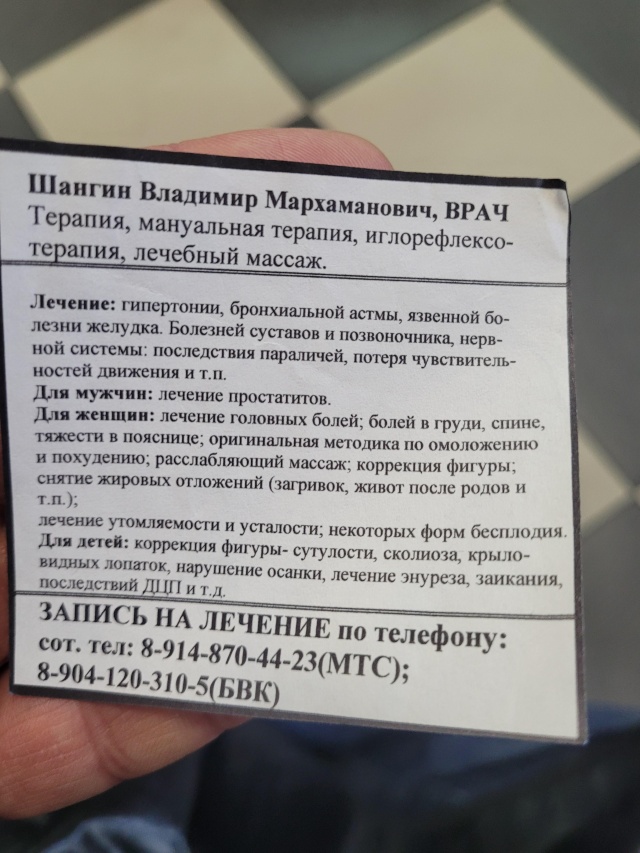 Шангин Владимир Мархаманович, ВРАЧ
Терапия, мануальная терапия, иглорефлексо-
терапия, лечебный массаж.
Лечение: гипертонии, бронхиальной астмы, язвенной бо-
лезни желудка. Болезней суставов и позвоночника, нерв-
ной системы: последствия параличей, потеря чувствитель-
ностей движения и т.п.
Для мужчин: лечение простатитов.
Для женщин: лечение головных болей; болей в груди, спине,
тяжести в пояснице; оригинальная методика по омоложению
и похудению; расслабляющий массаж; коррекция фигуры;
снятие жировых отложений (загривок, живот после родов и
т.п.);
лечение утомляемости и усталости; некоторых форм бесплодия.
Для детей: коррекция фигуры- сутулости, сколиоза, крыло-
видных лопаток, нарушение осанки, лечение энуреза, заикания,
последствий ДЦП и т.д.
ЗАПИСЬ НА ЛЕЧЕНИЕ по телефону:
сот. тел: 8-914-870-44-23(МТС);
8-904-120-310-5(БВК)